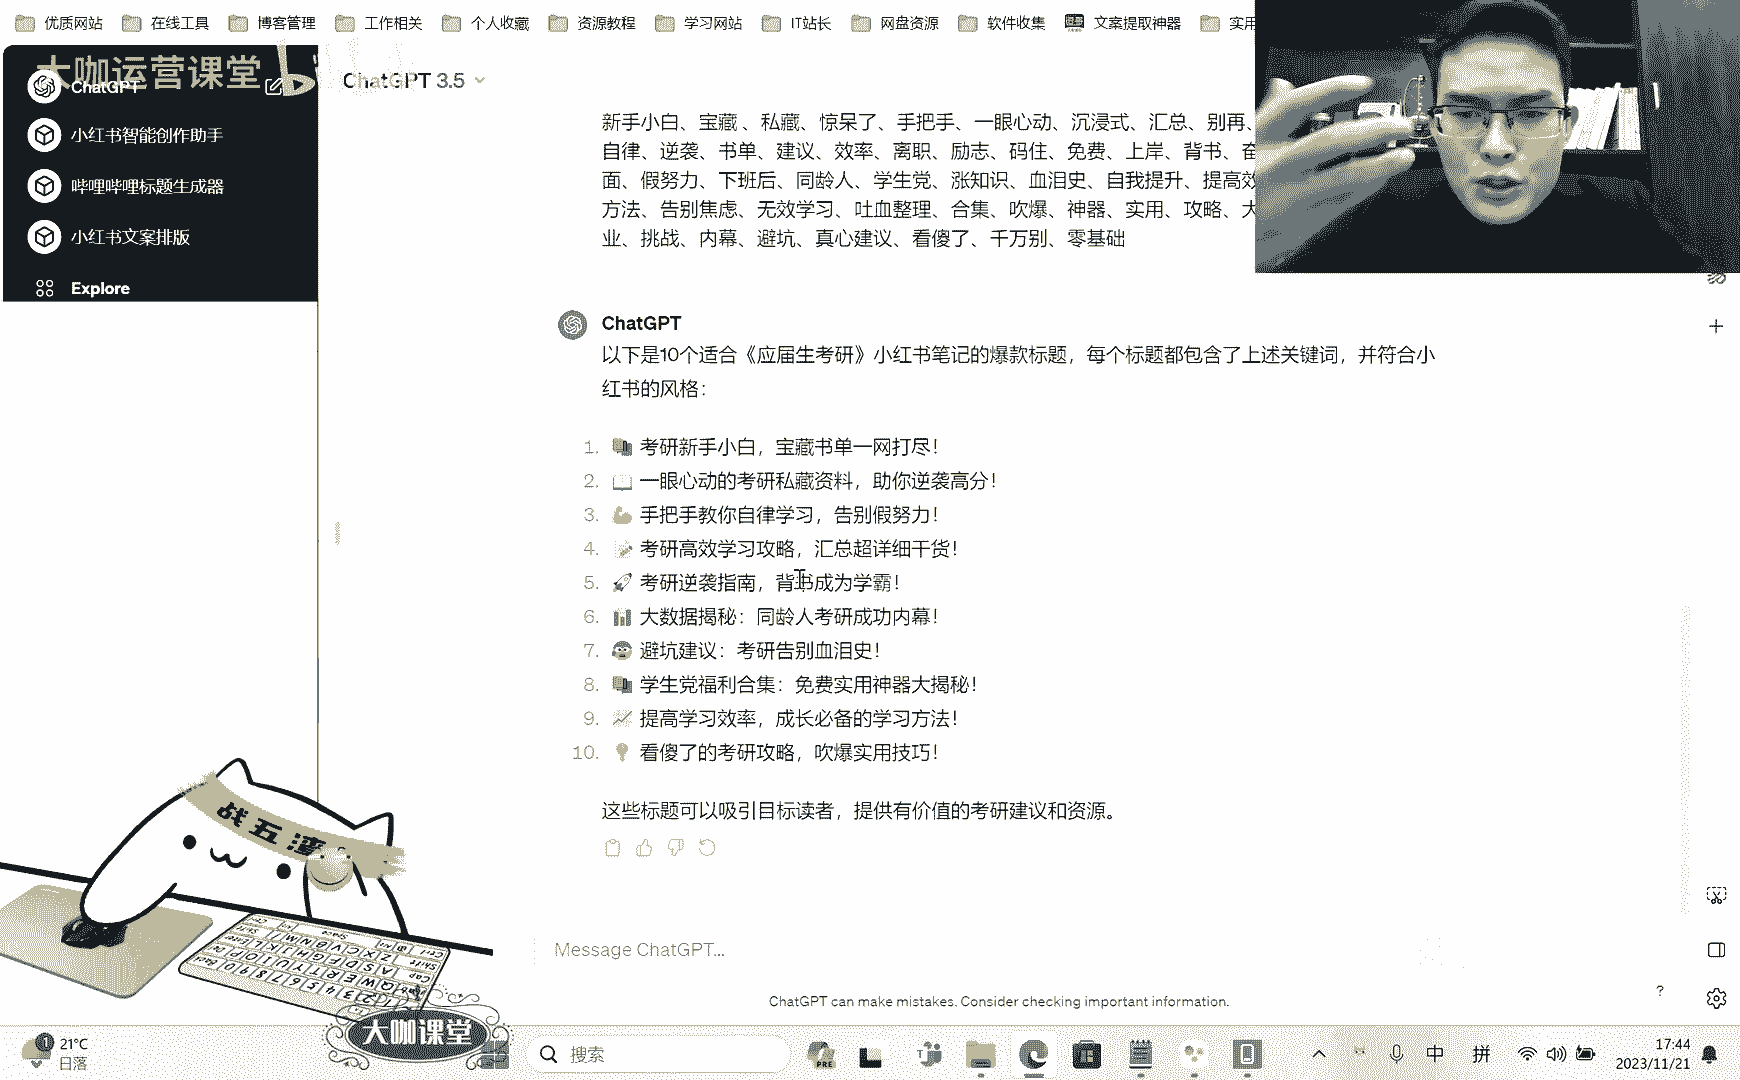 优质网站 在线工具 博客管理 工作相关 个人收藏 资源教程 学习网站 IT站长 网盘资源 软件收集 文案提取神器 实用
大咖运营课堂
ChatGPT
ChatGPT 3.5
小红书智能创作助手
哔哩哔哩标题生成器
小红书文案排版
Explore
新手小白、宝藏、私藏、惊呆了、手把手、一眼心动、沉浸式、汇总、别再、
自律、逆袭、书单、建议、效率、离职、励志、码住、免费、上岸、背书、
面、假努力、下班后、同龄人、学生党、涨知识、血泪史、自我提升、提高
方法、告别焦虑、无效学习、吐血整理、合集、吹爆、神器、实用、攻略、
业、挑战、内幕、避坑、真心建议、看傻了、千万别、零基础
ChatGPT
以下是10个适合《应届生考研》小红书笔记的爆款标题，每个标题都包含了上述关键词，并符合小
红书的风格：
1. 考研新手小白，宝藏书单一网打尽！
2. 一眼心动的考研私藏资料，助你逆袭高分！
3. 手把手教你自律学习，告别假努力！
4. 考研高效学习攻略，汇总超详细干货！
5. 考研逆袭指南，背书成为学霸！
6. 大数据揭秘：同龄人考研成功内幕！
7. 避坑建议：考研告别血泪史！
8. 学生党福利合集：免费实用神器大揭秘！
9. 提高学习效率，成长必备的学习方法！
10. 看傻了的考研攻略，吹爆实用技巧！
这些标题可以吸引目标读者，提供有价值的考研建议和资源。
战五渣
Message ChatGPT...
ChatGPT can make mistakes. Consider checking important information.
?
大咖课堂
1
21°C
日落
搜索
PRE
中
拼
17:44
2023/11/21